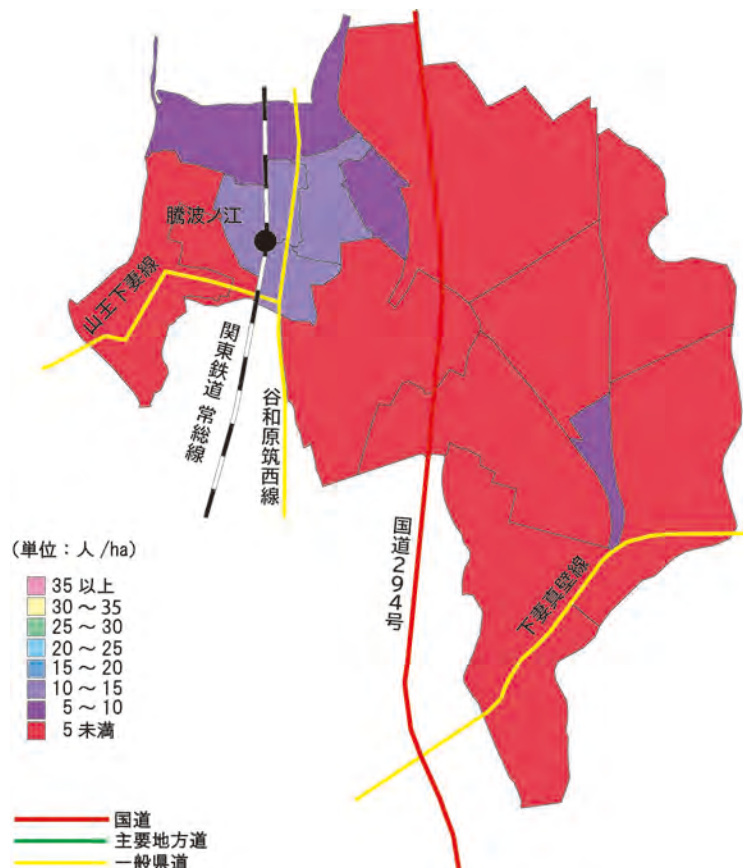 騰波ノ江
山王下妻線
関東鉄道 常総線
谷和原筑西線
国道294号
下妻真壁線
(単位：人 /ha)
35 以上
30 ～ 35
25 ～ 30
20 ～ 25
15 ～ 20
10 ～ 15
5 ～ 10
5 未満
国道
主要地方道
一般県道